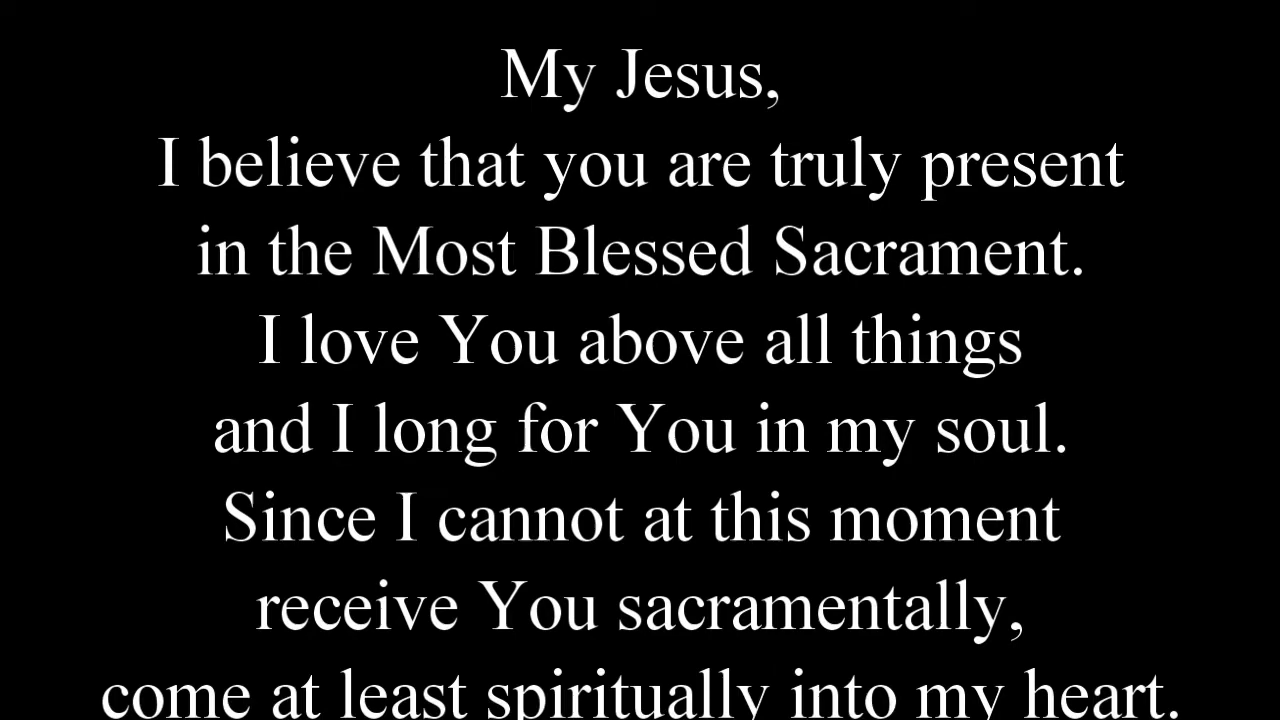 My Jesus,
I believe that you are truly present
in the Most Blessed Sacrament.
I love You above all things
and I long for You in my soul.
Since I cannot at this moment
receive You sacramentally,
come at least spiritually into my heart.